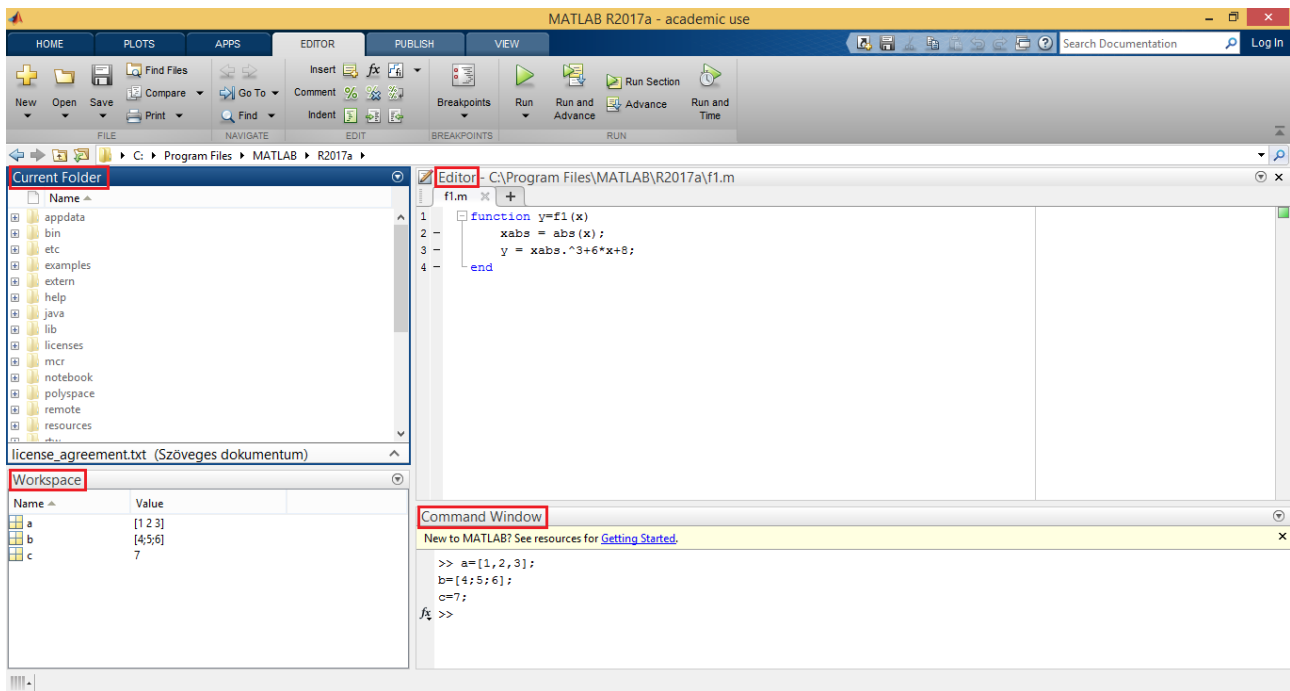 MATLAB R2017a - academic use
HOME PLOTS APPS EDITOR PUBLISH VIEW Search Documentation Log In
New Open Save Find Files Compare Print Go To Find Insert fx Comment Indent Breakpoints Run Run and Advance Run Section Advance Run and Time
FILE NAVIGATE EDIT BREAKPOINTS RUN
C: Program Files MATLAB R2017a
Current Folder
Name
appdata
bin
etc
examples
extern
help
java
lib
licenses
mcr
notebook
polyspace
remote
resources
license_agreement.txt (Szöveges dokumentum)
Workspace
Name Value
a [1 2 3]
b [4;5;6]
c 7
Editor - C:\Program Files\MATLAB\R2017a\f1.m
f1.m
1 function y=f1(x)
2 - xabs = abs(x);
3 - y = xabs.^3+6*x+8;
4 - end
Command Window
New to MATLAB? See resources for Getting Started.
>> a=[1,2,3];
b=[4;5;6];
c=7;
fx >>